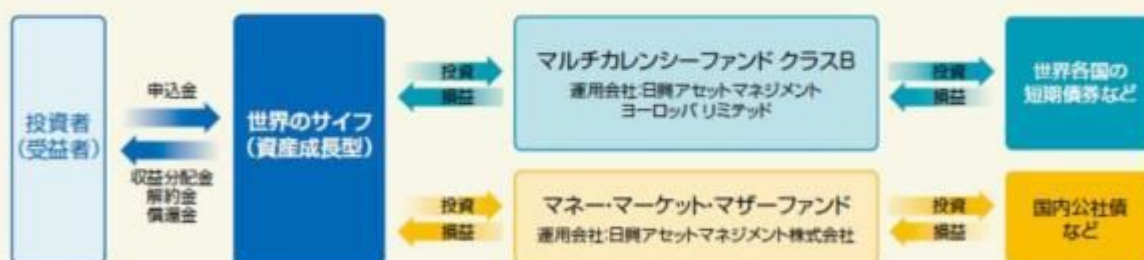 投資者
（受益者）
申込金
収益分配金
解約金
償還金
世界のサイフ
（資産成長型）
投資
損益
マルチカレンシーファンド クラスB
運用会社:日興アセットマネジメント
ヨーロッパ リミテッド
投資
損益
世界各国の
短期債券など
投資
損益
マネー・マーケット・マザーファンド
運用会社:日興アセットマネジメント株式会社
投資
損益
国内公社債
など